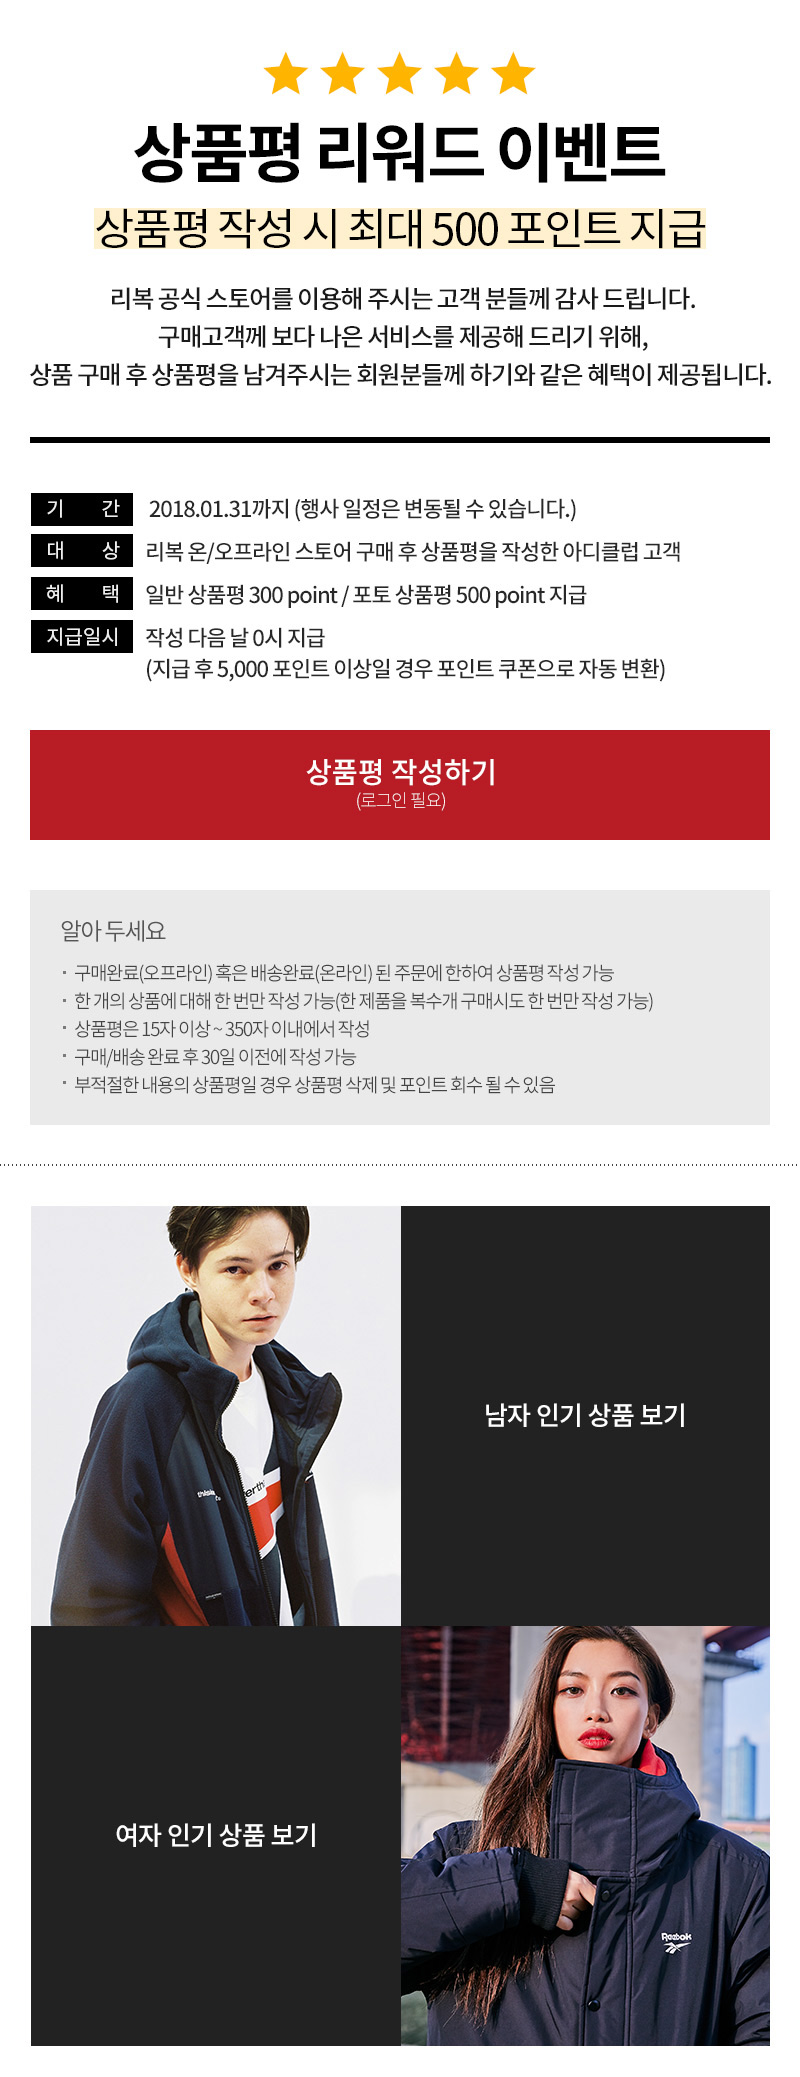 상품평 리워드 이벤트
상품평 작성 시 최대 500 포인트 지급
리복 공식 스토어를 이용해 주시는 고객 분들께 감사 드립니다.
구매고객께 보다 나은 서비스를 제공해 드리기 위해,
상품 구매 후 상품평을 남겨주시는 회원분들께 하기와 같은 혜택이 제공됩니다.
기 간 2018.01.31까지 (행사 일정은 변동될 수 있습니다.)
대 상 리복 온/오프라인 스토어 구매 후 상품평을 작성한 아디클럽 고객
혜 택 일반 상품평 300 point / 포토 상품평 500 point 지급
지급일시 작성 다음 날 0시 지급
(지급 후 5,000 포인트 이상일 경우 포인트 쿠폰으로 자동 변환)
상품평 작성하기
(로그인 필요)
알아 두세요
· 구매완료(오프라인) 혹은 배송완료(온라인) 된 주문에 한하여 상품평 작성 가능
· 한 개의 상품에 대해 한 번만 작성 가능(한 제품을 복수개 구매시도 한 번만 작성 가능)
· 상품평은 15자 이상 ~ 350자 이내에서 작성
· 구매/배송 완료 후 30일 이전에 작성 가능
· 부적절한 내용의 상품평일 경우 상품평 삭제 및 포인트 회수 될 수 있음
남자 인기 상품 보기
여자 인기 상품 보기
Reebok